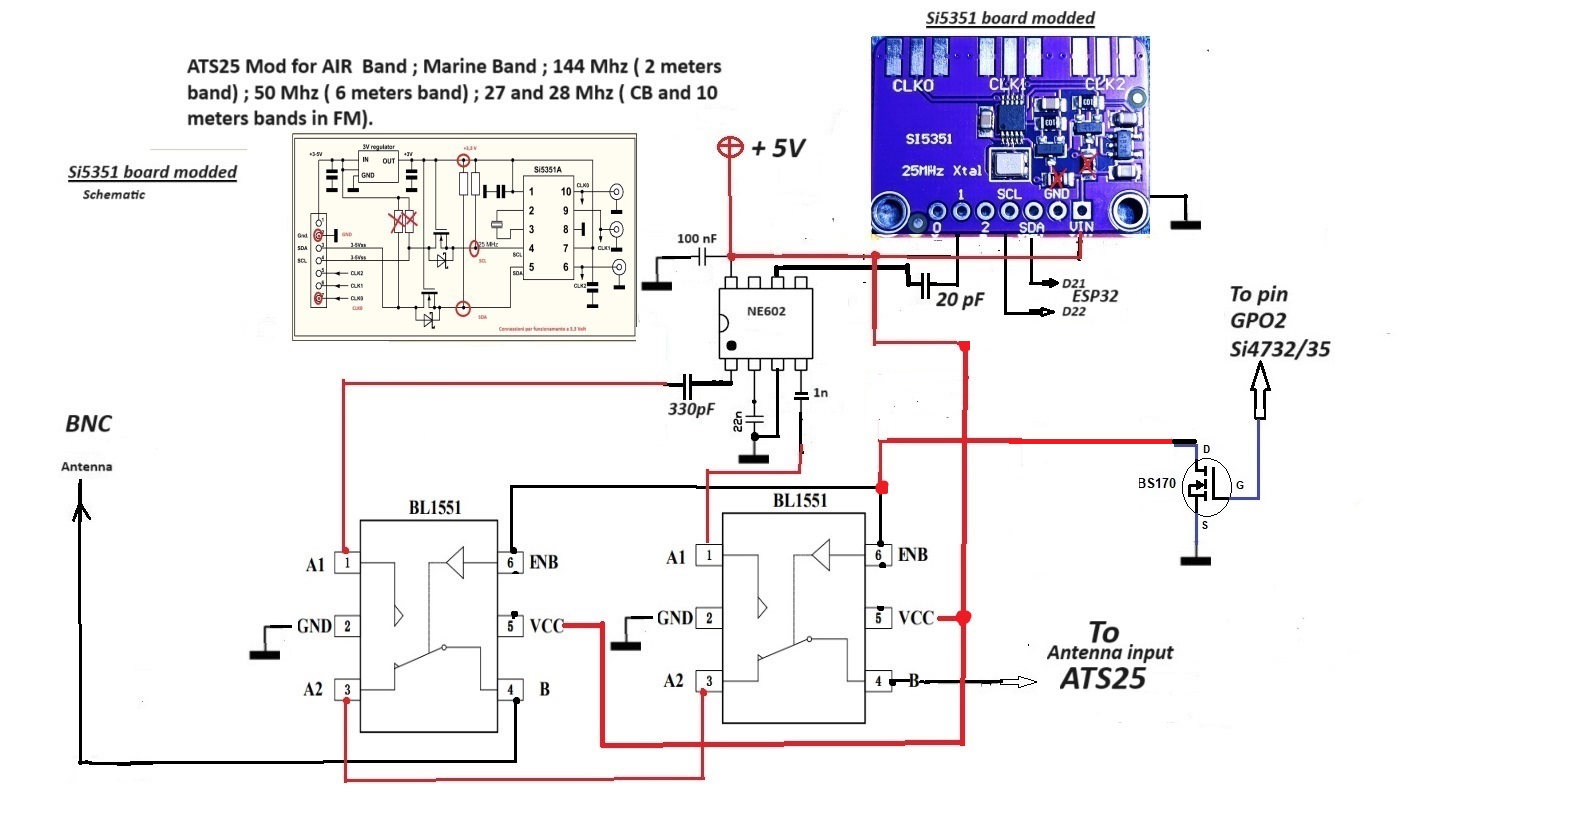 Si5351 board modded
ATS25 Mod for AIR Band ; Marine Band ; 144 Mhz ( 2 meters
band) ; 50 Mhz ( 6 meters band) ; 27 and 28 Mhz ( CB and 10
meters bands in FM).
Si5351 board modded
Schematic
+3-5V
3V regulator
IN
OUT
GND
+3V
+3,3 V
Si5351A
1
2
3
4
5
10
9
8
7
6
CLK0
CLK1
CLK2
25 MHz
SCL
SDA
Gnd
GND
SDA
SCL
3-5Vss
3-5Vss
CLK2
CLK1
CLK0
CLK0
SCL
SDA
Connessioni per funzionamento a 3,3 Volt
CLK0
CLK1
CLK2
SI5351
25MHz Xtal
SCL
GND
1
0
2
SDA
VIN
+ 5V
100 nF
20 pF
D21
ESP32
D22
NE602
330pF
22n
1n
To pin
GPO2
Si4732/35
BNC
Antenna
BS170
D
G
S
BL1551
A1
1
6
ENB
GND
2
5
VCC
A2
3
4
B
BL1551
A1
1
6
ENB
GND
2
5
VCC
A2
3
4
B
To
Antenna input
ATS25